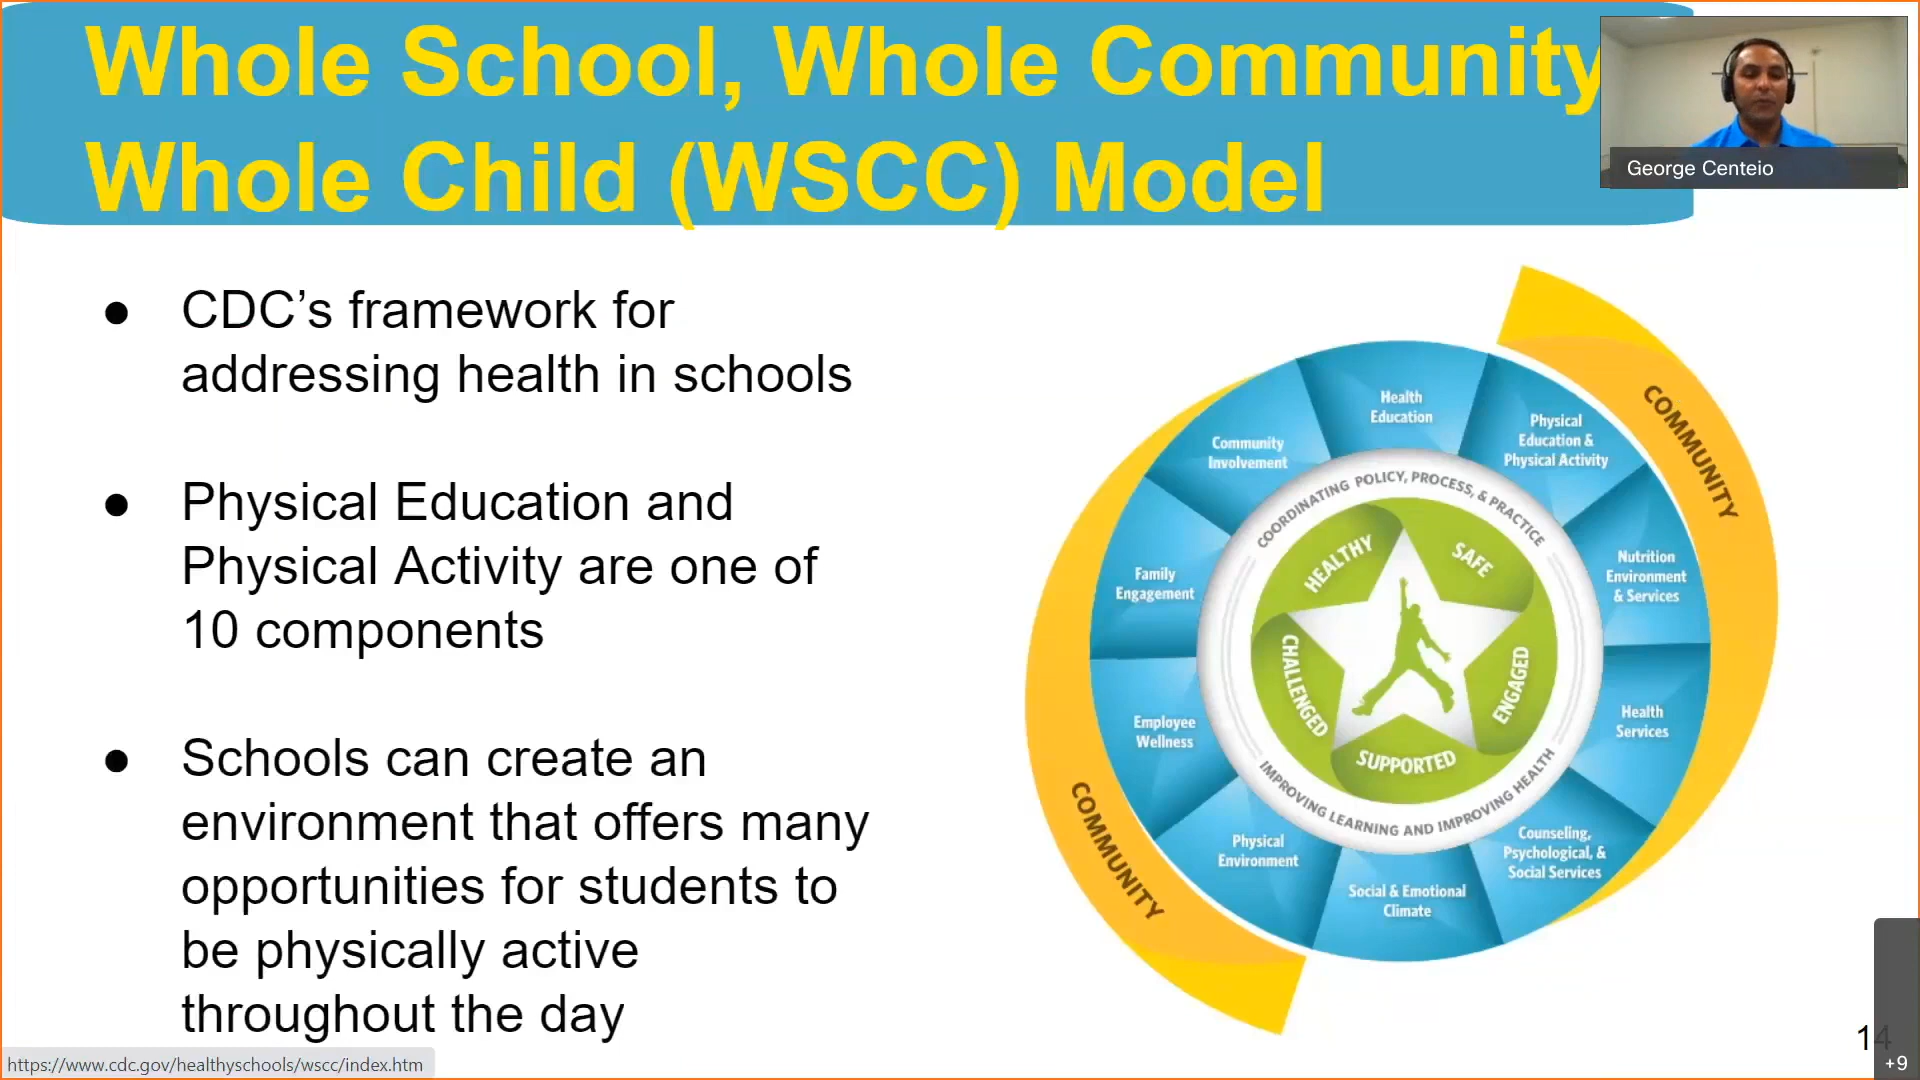 Whole School, Whole Community
Whole Child (WSCC) Model
George Centeio
● CDC’s framework for
addressing health in schools
● Physical Education and
Physical Activity are one of
10 components
● Schools can create an
environment that offers many
opportunities for students to
be physically active
throughout the day
COMMUNITY
Health
Education
Physical
Education &
Physical Activity
Nutrition
Environment
& Services
Health
Services
Counseling,
Psychological, &
Social Services
Social & Emotional
Climate
Physical
Environment
Employee
Wellness
Family
Engagement
Community
Involvement
COORDINATING POLICY, PROCESS, & PRACTICE
IMPROVING LEARNING AND IMPROVING HEALTH
HEALTHY
SAFE
ENGAGED
SUPPORTED
CHALLENGED
COMMUNITY
14
+9
https://www.cdc.gov/healthyschools/wscc/index.htm